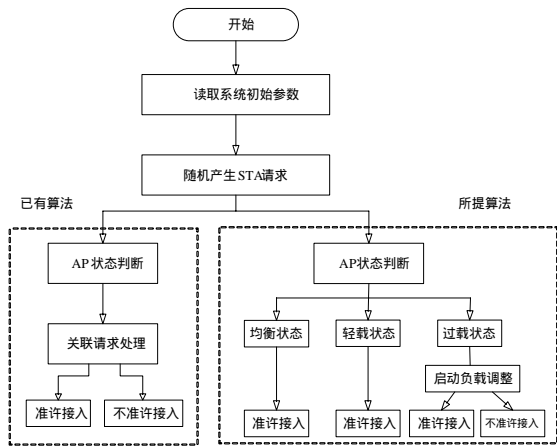 开始
读取系统初始参数
随机产生STA请求
已有算法
所提算法
AP状态判断
AP状态判断
关联请求处理
均衡状态
轻载状态
过载状态
启动负载调整
准许接入
不准许接入
准许接入
准许接入
准许接入
不准许接入